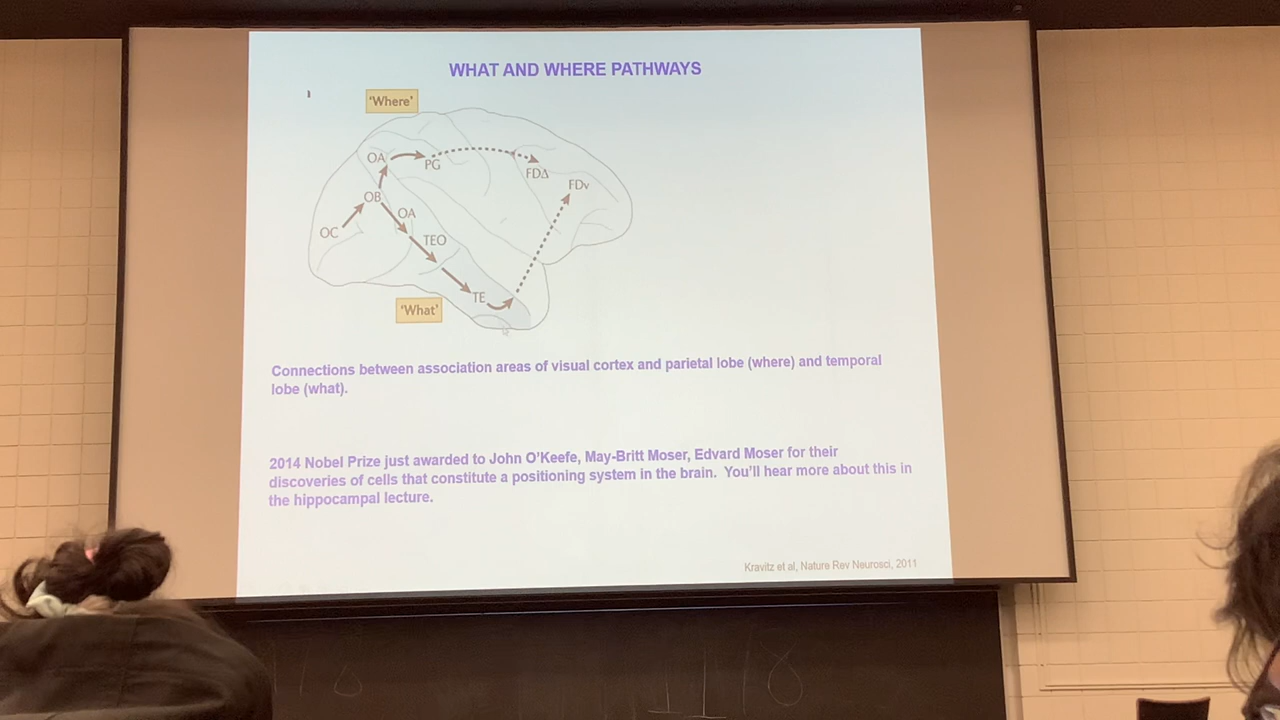 WHAT AND WHERE PATHWAYS
'Where'
OA
PG
FDΔ
FDv
OB
OA
OC
TEO
TE
'What'
Connections between association areas of visual cortex and parietal lobe (where) and temporal
lobe (what).
2014 Nobel Prize just awarded to John O'Keefe, May-Britt Moser, Edvard Moser for their
discoveries of cells that constitute a positioning system in the brain. You'll hear more about this in
the hippocampal lecture.
Kravitz et al, Nature Rev Neurosci, 2011